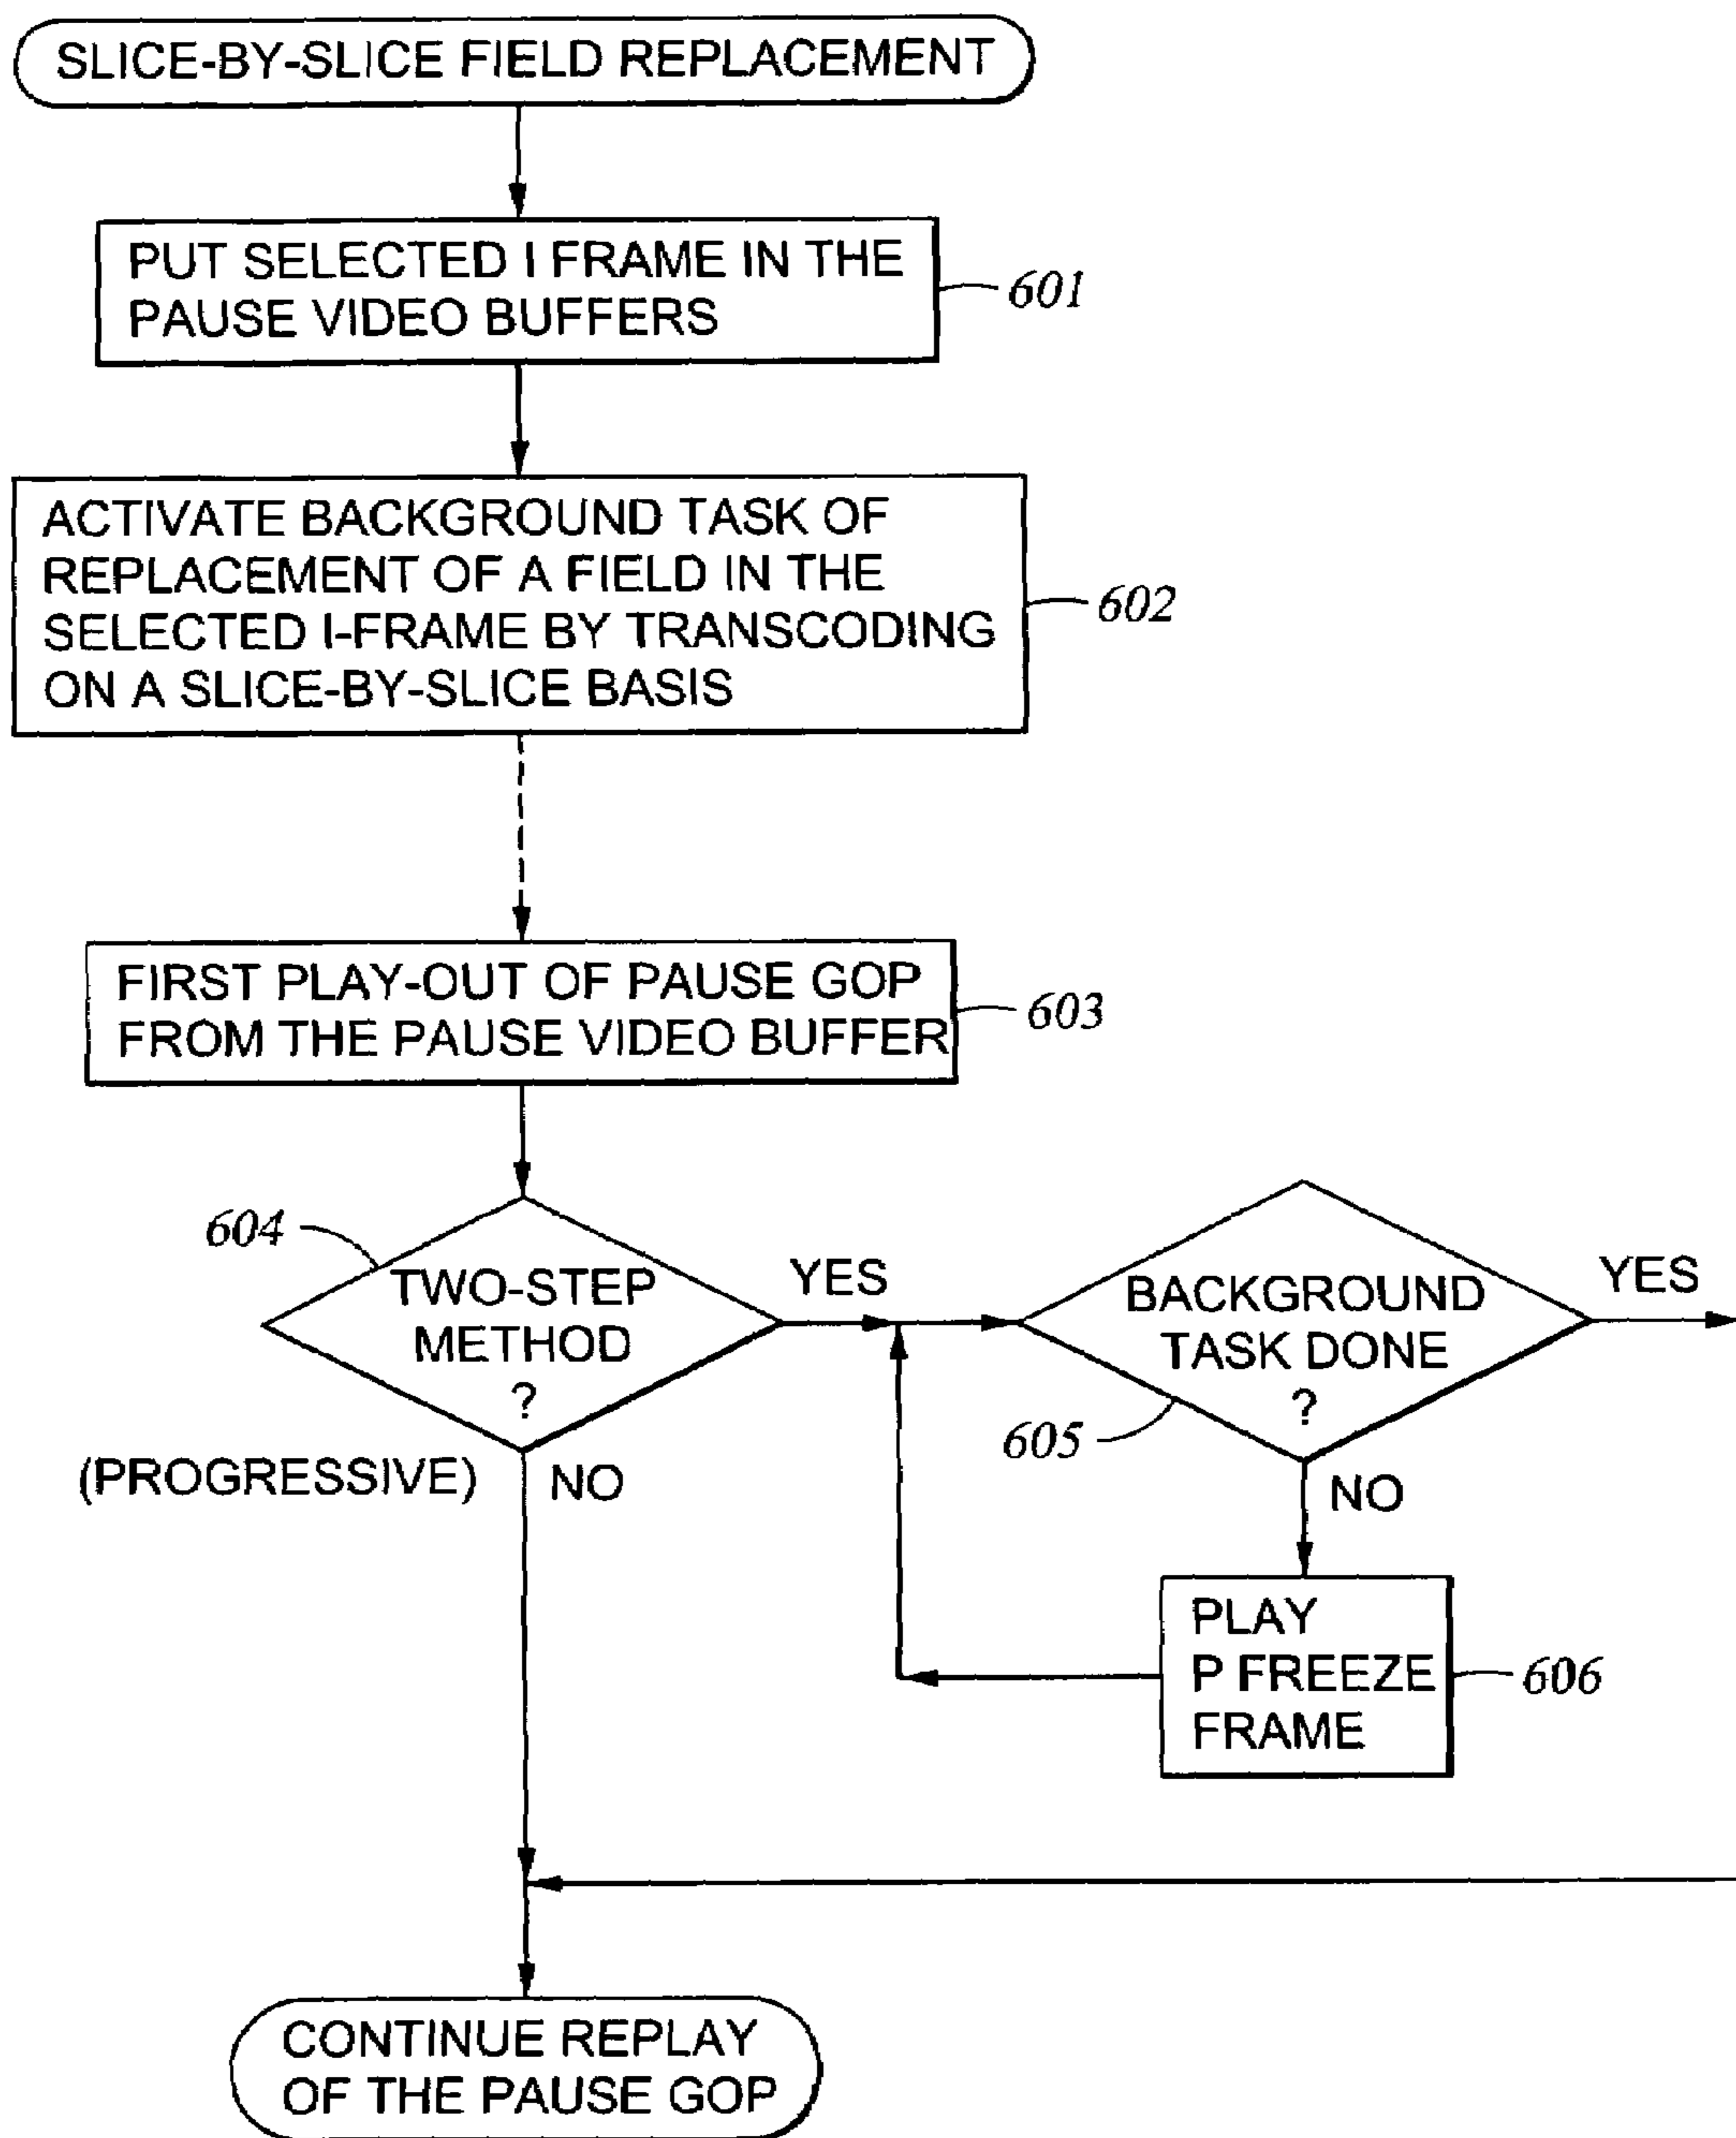 SLICE-BY-SLICE FIELD REPLACEMENT
PUT SELECTED I FRAME IN THE
PAUSE VIDEO BUFFERS
601
ACTIVATE BACKGROUND TASK OF
REPLACEMENT OF A FIELD IN THE
SELECTED I-FRAME BY TRANSCODING
ON A SLICE-BY-SLICE BASIS
602
FIRST PLAY-OUT OF PAUSE GOP
FROM THE PAUSE VIDEO BUFFER
603
604
TWO-STEP
METHOD
?
YES
(PROGRESSIVE)
NO
BACKGROUND
TASK DONE
?
605
YES
NO
PLAY
P FREEZE
FRAME
606
CONTINUE REPLAY
OF THE PAUSE GOP